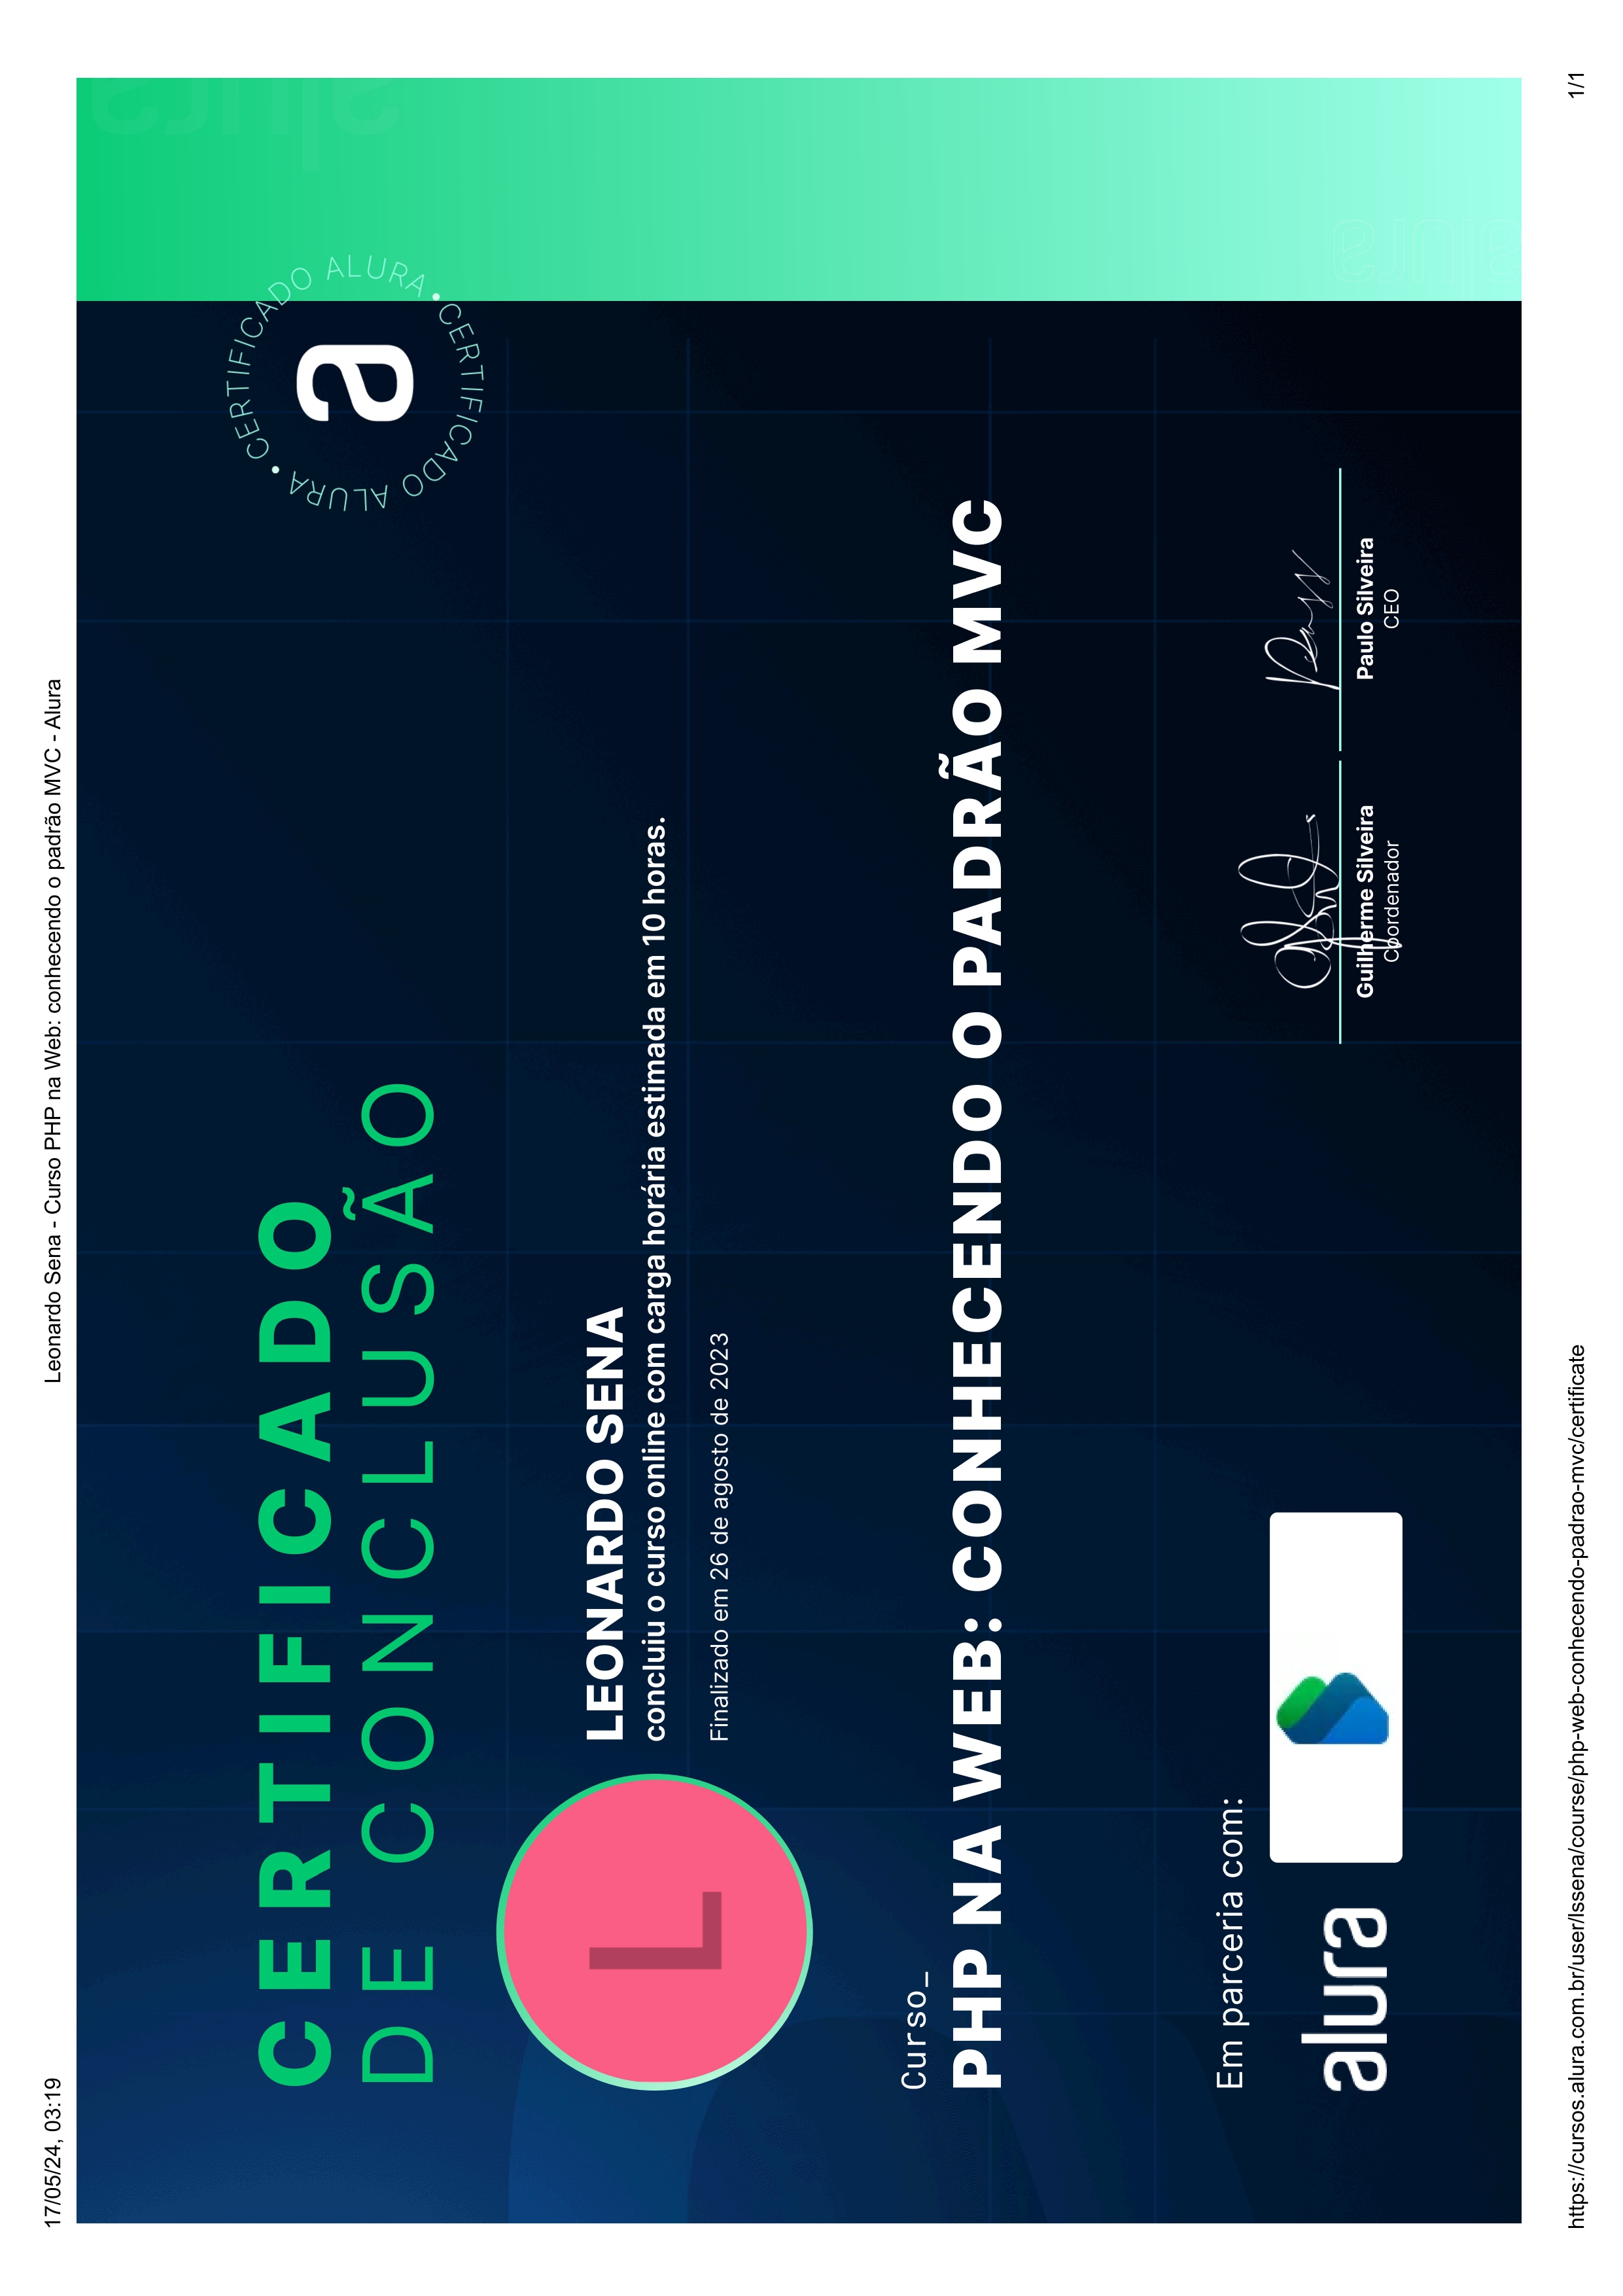 17/05/24, 03:19
Leonardo Sena - Curso PHP na Web: conhecendo o padrão MVC - Alura
CERTIFICADO
DE CONCLUSÃO
• CERTIFICADO ALURA • CERTIFICADO ALURA
a
alura
L
LEONARDO SENA
concluiu o curso online com carga horária estimada em 10 horas.
Finalizado em 26 de agosto de 2023
Curso_
PHP NA WEB: CONHECENDO O PADRÃO MVC
Em parceria com:
alura
Guilherme Silveira
Coordenador
Paulo Silveira
CEO
alura
https://cursos.alura.com.br/user/lssena/course/php-web-conhecendo-padrao-mvc/certificate
1/1